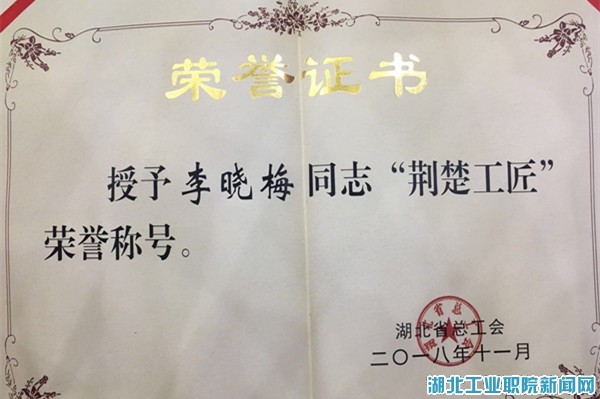 荣誉证书
授予李晓梅同志“荆楚工匠”
荣誉称号。
湖北省总工会
二〇一八年十一月
湖北工业职院新闻网